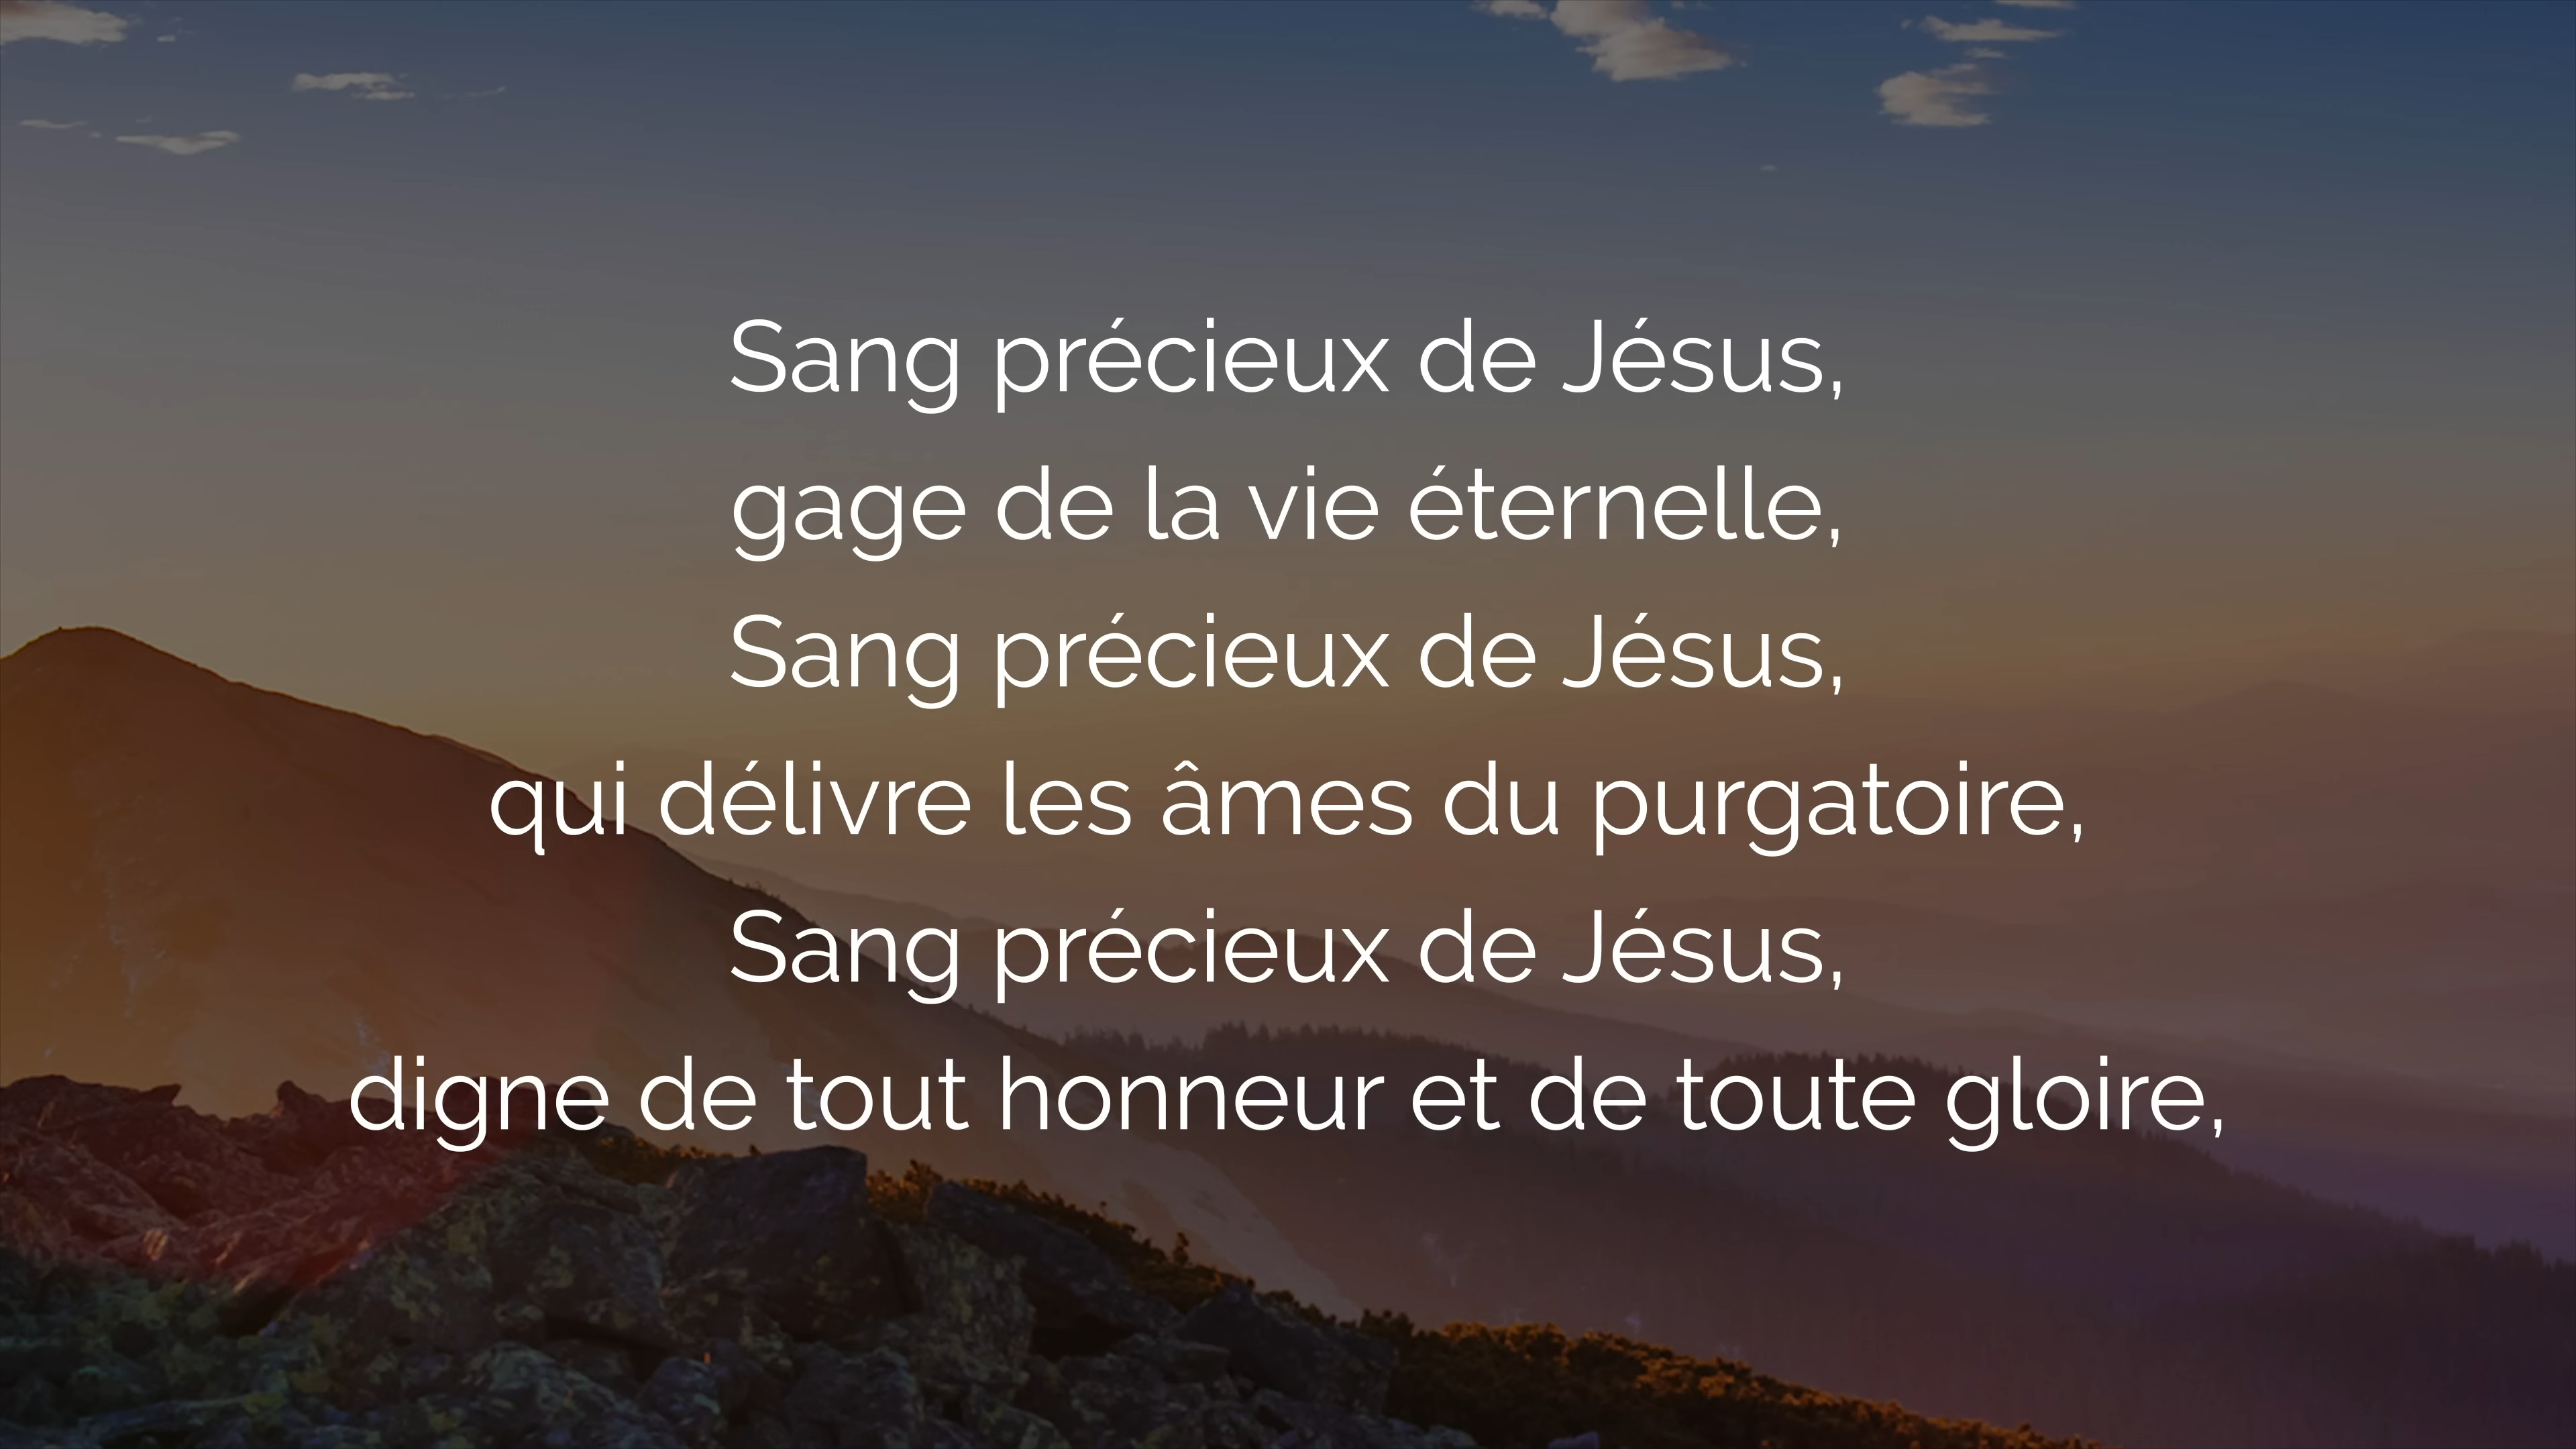 Sang précieux de Jésus,
gage de la vie éternelle,
Sang précieux de Jésus,
qui délivre les âmes du purgatoire,
Sang précieux de Jésus,
digne de tout honneur et de toute gloire,